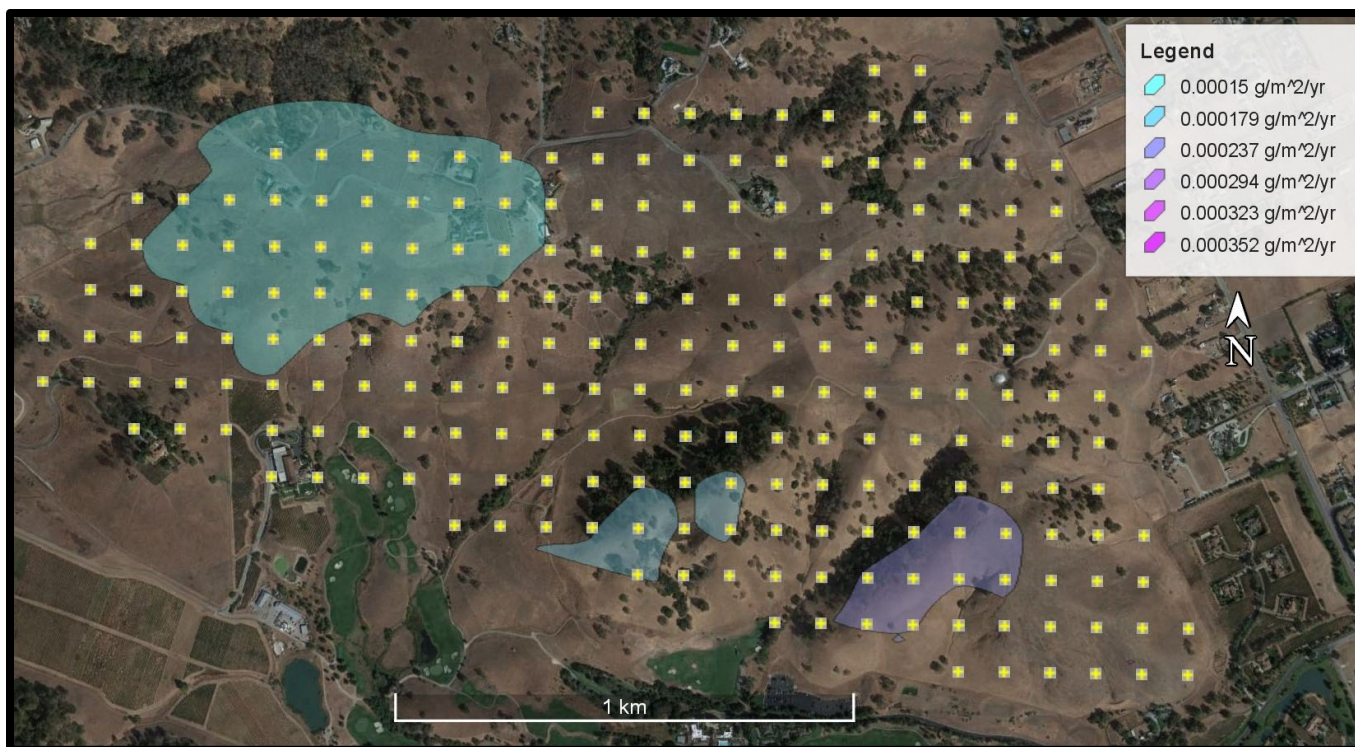 Legend
0.00015 g/m^2/yr
0.000179 g/m^2/yr
0.000237 g/m^2/yr
0.000294 g/m^2/yr
0.000323 g/m^2/yr
0.000352 g/m^2/yr
N
1 km